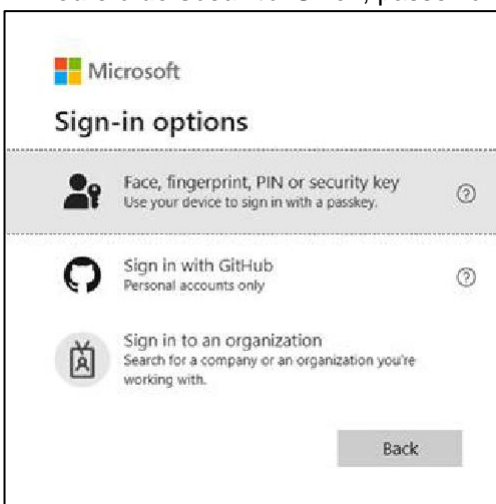 Microsoft
Sign-in options
Face, fingerprint, PIN or security key
Use your device to sign in with a passkey.
Sign in with GitHub
Personal accounts only
Sign in to an organization
Search for a company or an organization you're
working with.
Back